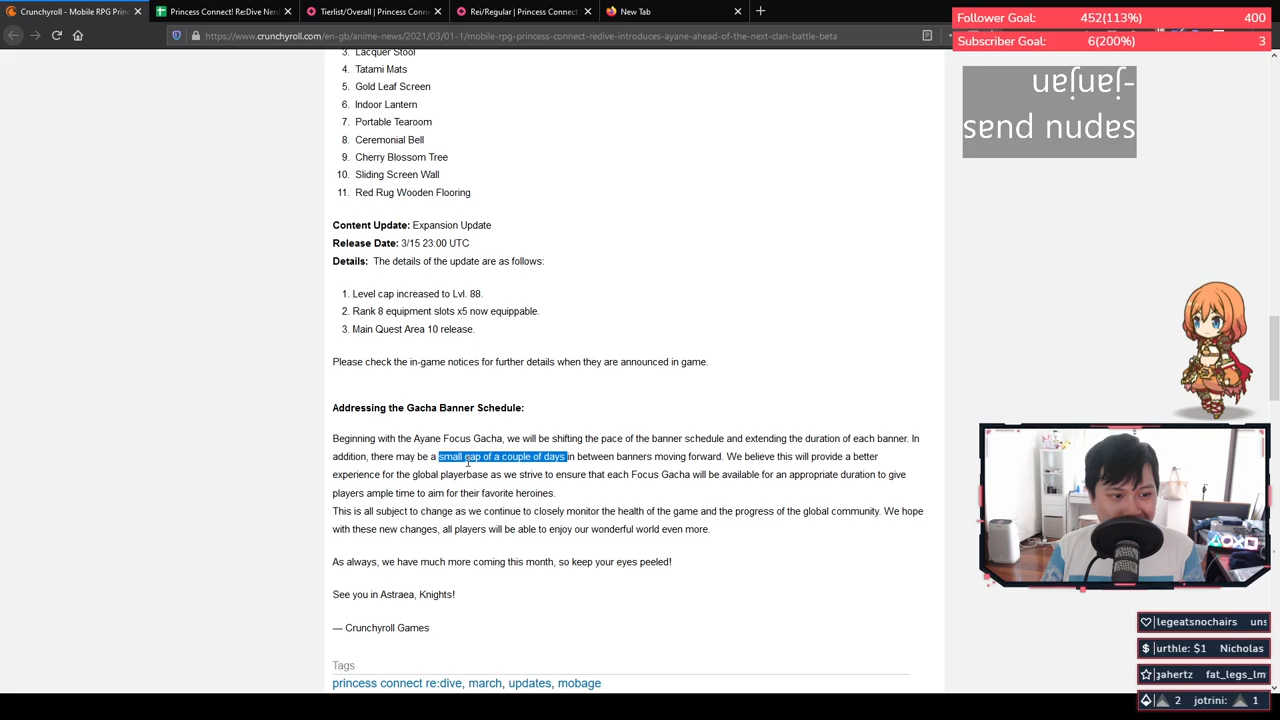 Crunchyroll - Mobile RPG Prin
Princess Connect! Re:Dive Nerd
Tierlist/Overall | Princess Conn
Rei/Regular | Princess Connect
New Tab
https://www.crunchyroll.com/en-gb/anime-news/2021/03/01-1/mobile-rpg-princess-connect-redive-introduces-ayane-ahead-of-the-next-clan-battle-beta
Follower Goal: 452(113%) 400
Subscriber Goal: 6(200%) 3
-janjan
send nudes
3. Lacquer Stool
4. Tatami Mats
5. Gold Leaf Screen
6. Indoor Lantern
7. Portable Tearoom
8. Ceremonial Bell
9. Cherry Blossom Tree
10. Sliding Screen Wall
11. Red Rug Wooden Flooring
Content Update: Expansion Update
Release Date: 3/15 23:00 UTC
Details: The details of the update are as follows:
1. Level cap increased to Lvl. 88.
2. Rank 8 equipment slots x5 now equippable.
3. Main Quest Area 10 release.
Please check the in-game notices for further details when they are announced in game.
Addressing the Gacha Banner Schedule:
Beginning with the Ayane Focus Gacha, we will be shifting the pace of the banner schedule and extending the duration of each banner. In
addition, there may be a small gap of a couple of days in between banners moving forward. We believe this will provide a better
experience for the global playerbase as we strive to ensure that each Focus Gacha will be available for an appropriate duration to give
players ample time to aim for their favorite heroines.
This is all subject to change as we continue to closely monitor the health of the game and the progress of the global community. We hope
with these new changes, all players will be able to enjoy our wonderful world even more.
As always, we have much more coming this month, so keep your eyes peeled!
See you in Astraea, Knights!
— Crunchyroll Games
Tags
princess connect re:dive, march, updates, mobage
legeatsnochairs uns
urthle: $1 Nicholas
gahertz fat_legs_lm
2 jotrini: 1